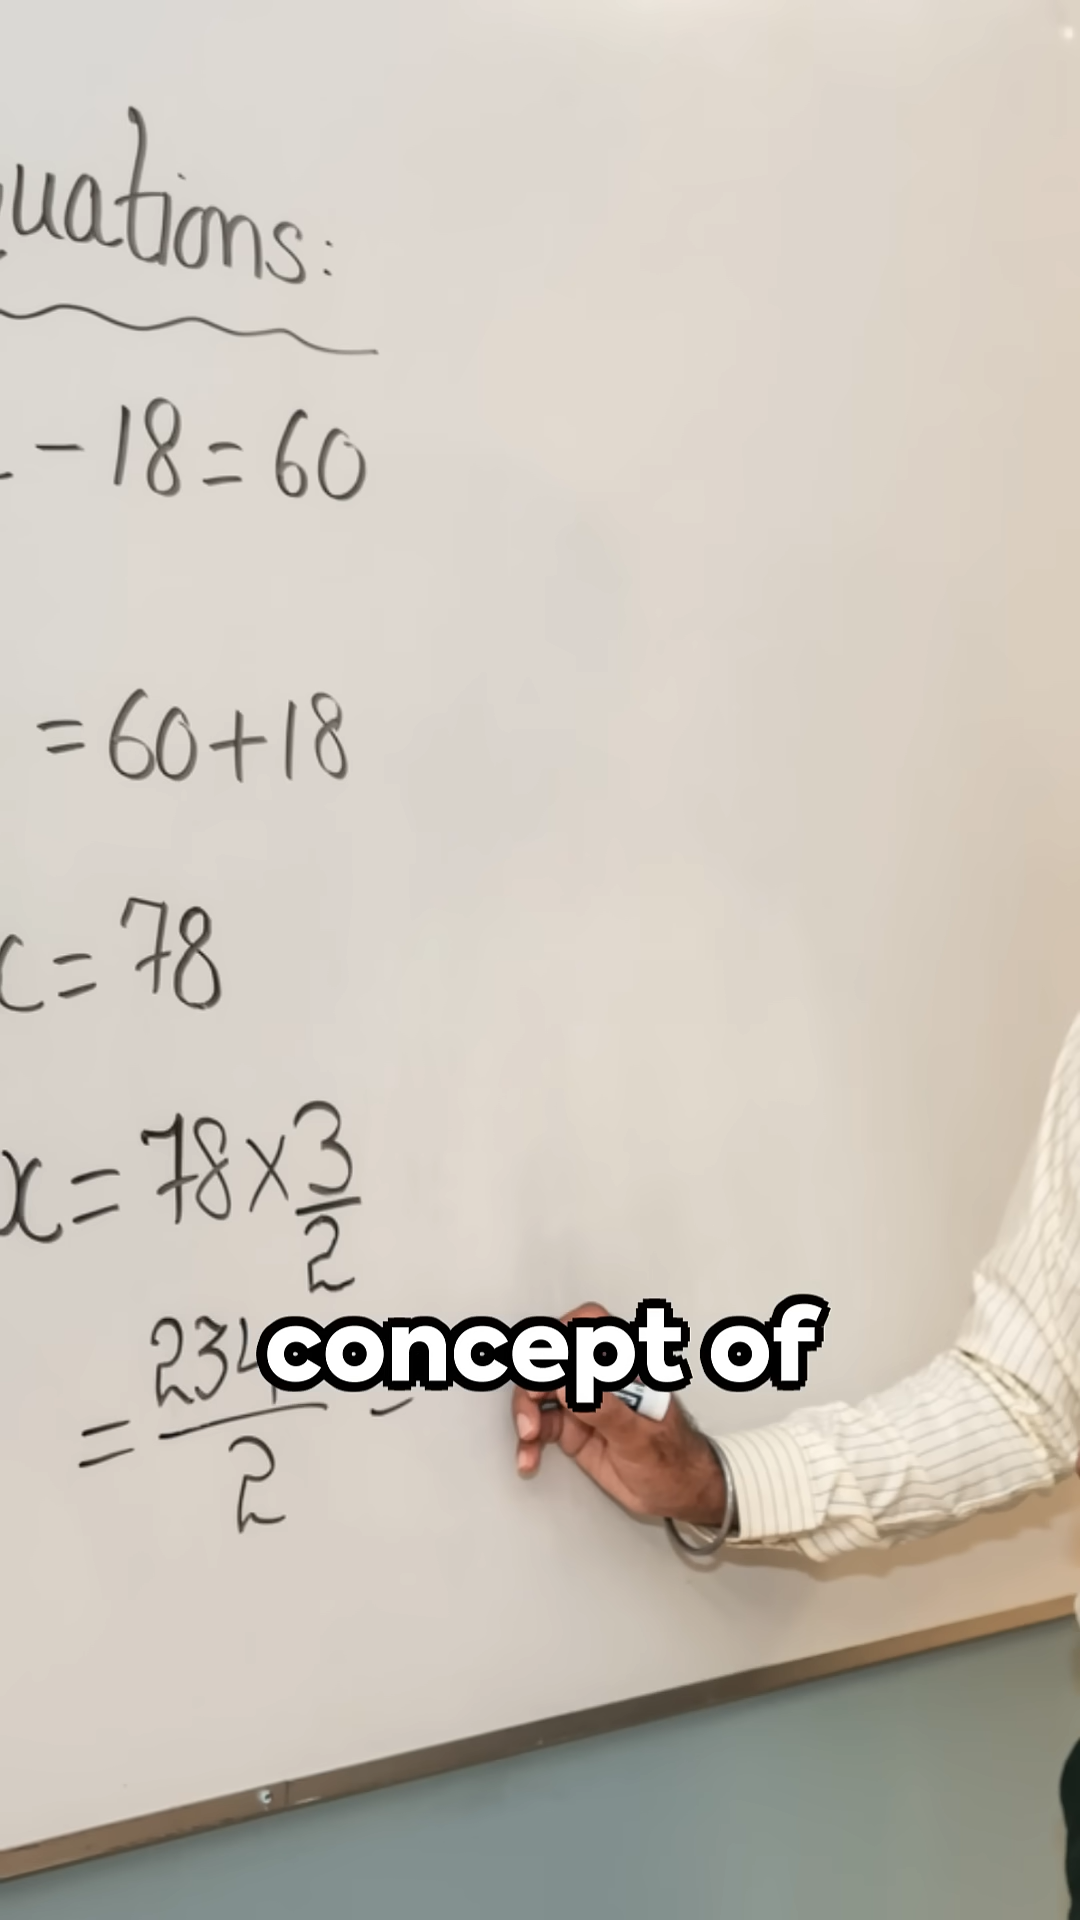 uations:
- 18 = 60
= 60 + 18
x = 78
x = 78 × 3/2
= 234/2 =
concept of